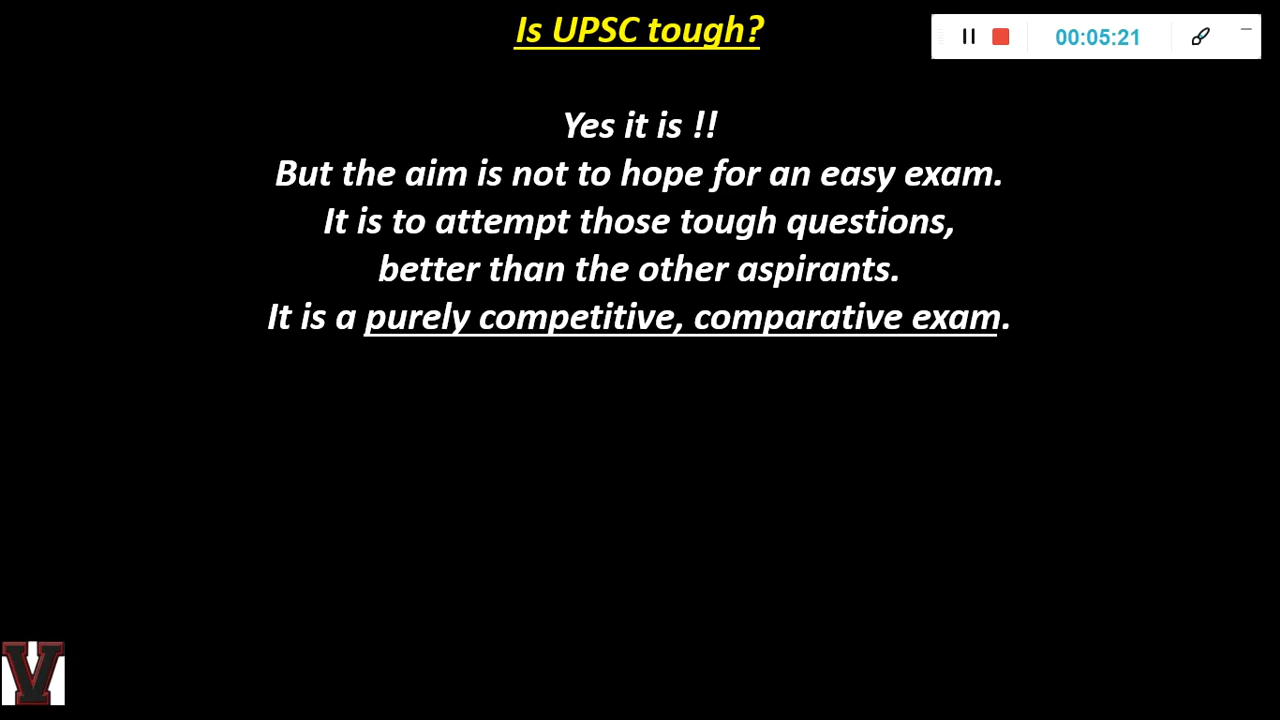 Is UPSC tough?
00:05:21
Yes it is !!
But the aim is not to hope for an easy exam.
It is to attempt those tough questions,
better than the other aspirants.
It is a purely competitive, comparative exam.
V